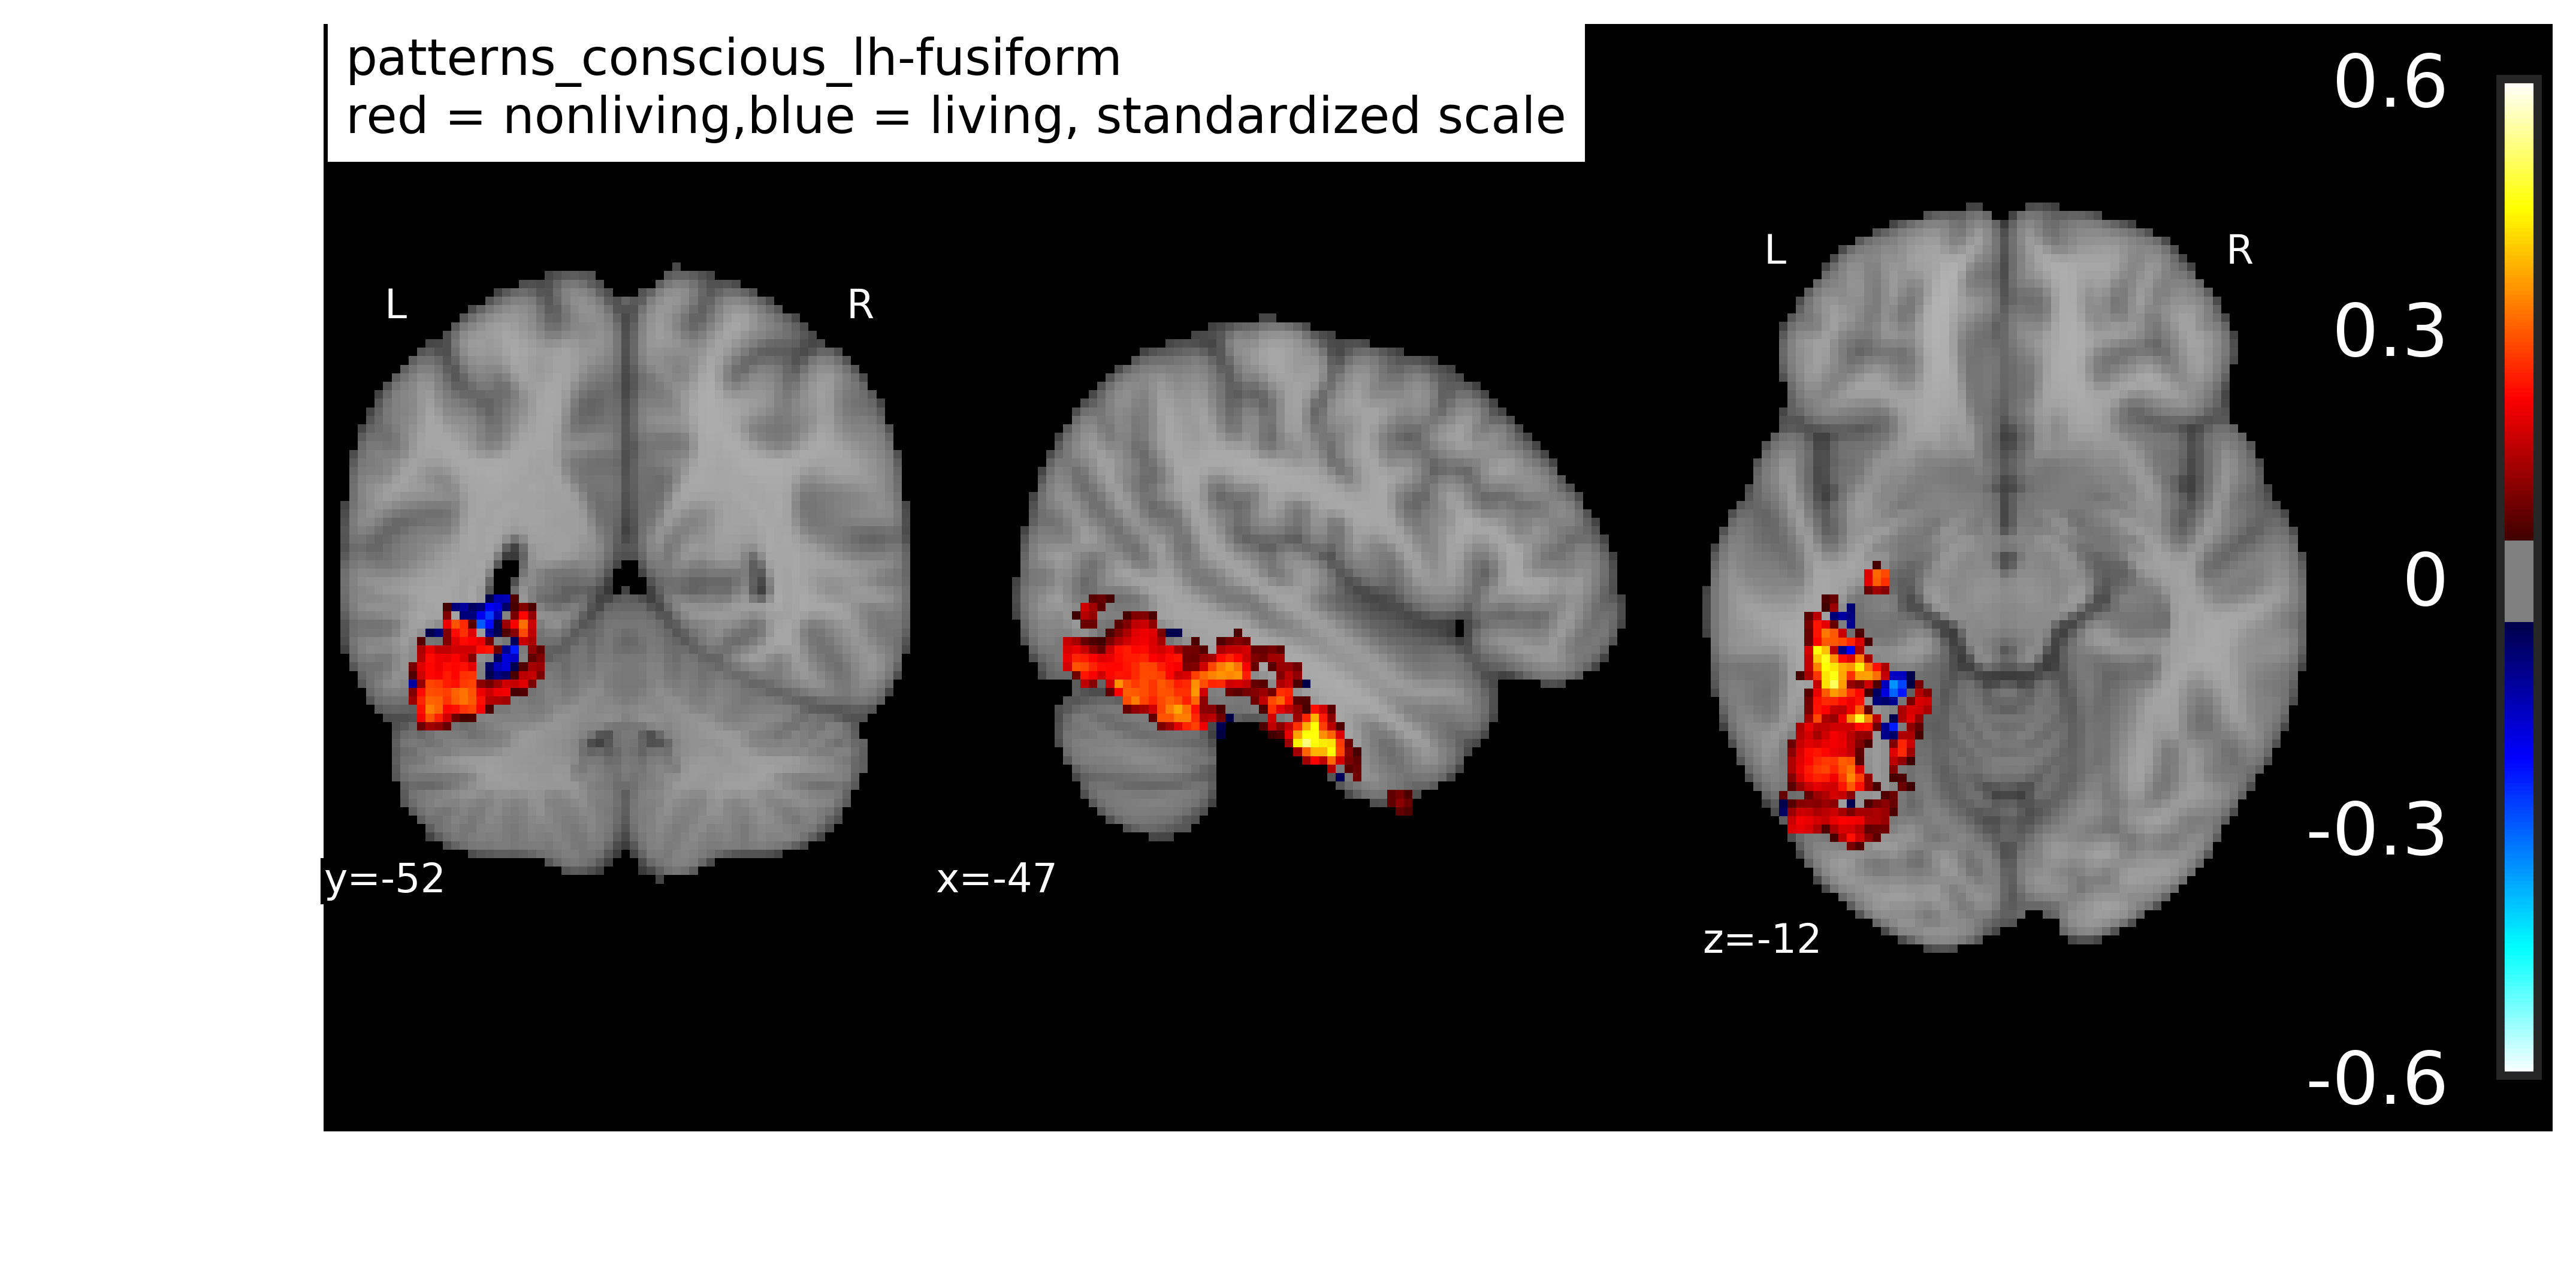 patterns_conscious_lh-fusiform
red = nonliving,blue = living, standardized scale
L R
y=-52
x=-47
L R
z=-12
0.6
0.3
0
-0.3
-0.6